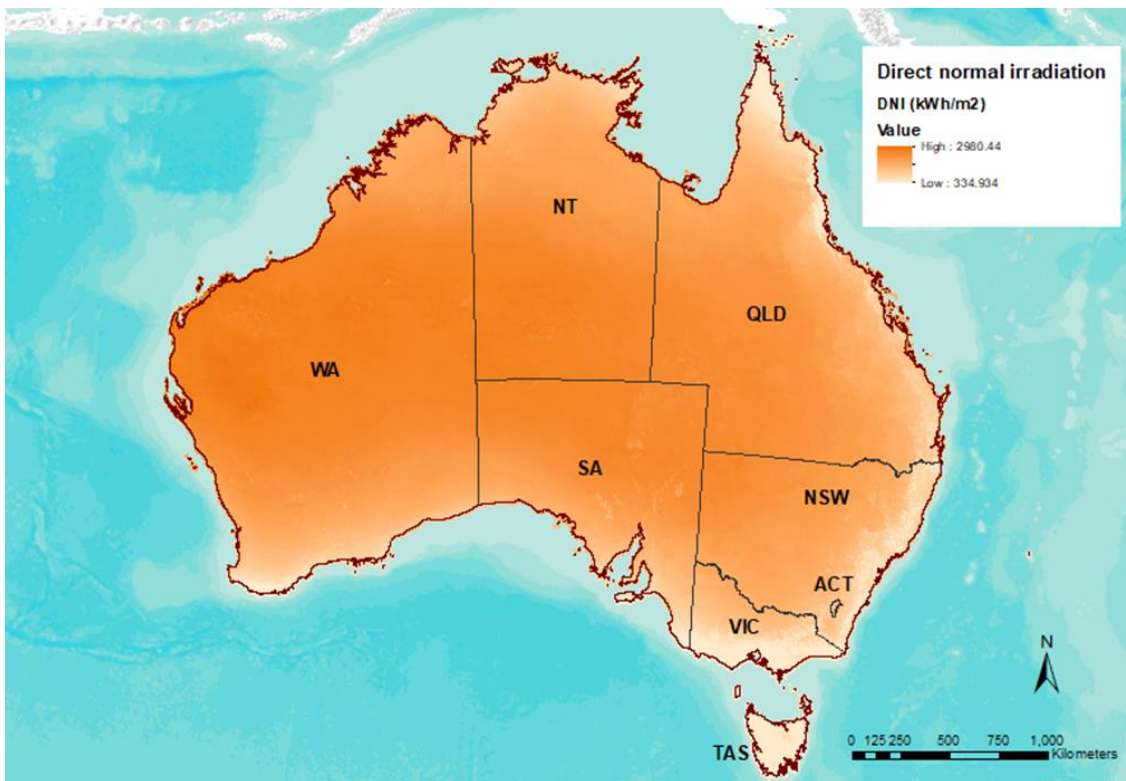 Direct normal irradiation
DNI (kWh/m2)
Value
High : 2980.44
Low : 334.934
NT
QLD
WA
SA
NSW
ACT
VIC
TAS
N
0 125 250 500 750 1,000
Kilometers